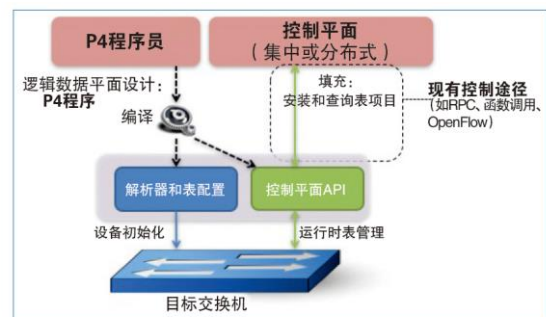 P4程序员
控制平面
(集中或分布式)
逻辑数据平面设计：
P4程序
编译
填充：
安装和查询表项目
现有控制途径
(如RPC、函数调用、
OpenFlow)
解析器和表配置
控制平面API
设备初始化
运行时表管理
目标交换机